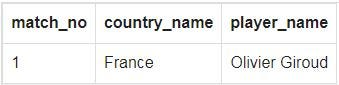 match_no country_name player_name
1 France Olivier Giroud